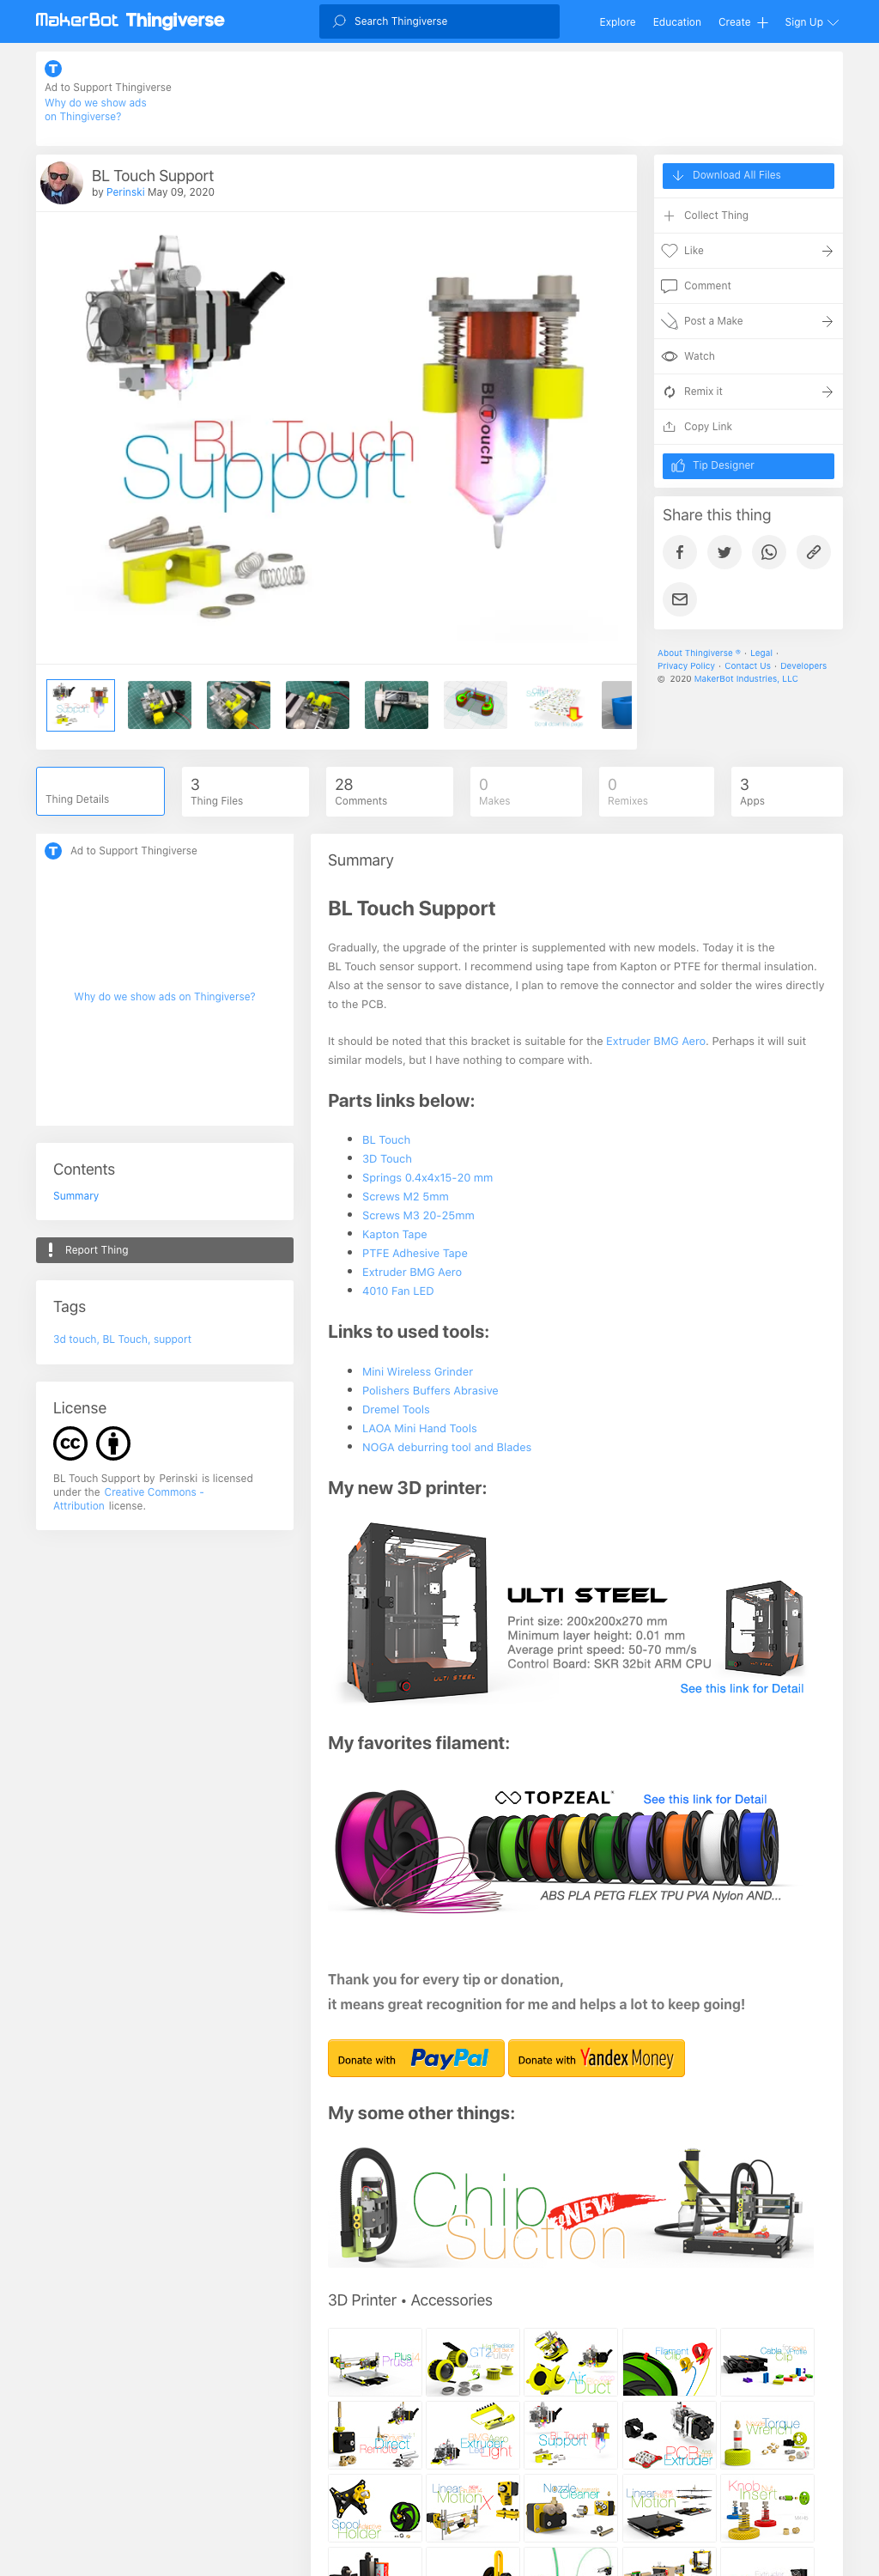 MakerBot Thingiverse
Search Thingiverse
Explore
Education
Create
Sign Up
Ad to Support Thingiverse
Why do we show ads
on Thingiverse?
BL Touch Support
by Perinski May 09, 2020
BL Touch
BL Touch
Support
Download All Files
Collect Thing
Like
Comment
Post a Make
Watch
Remix it
Copy Link
Tip Designer
Share this thing
About Thingiverse ® · Legal ·
Privacy Policy · Contact Us · Developers
© 2020 MakerBot Industries, LLC
Thing Details
3
Thing Files
28
Comments
0
Makes
0
Remixes
3
Apps
Ad to Support Thingiverse
Why do we show ads on Thingiverse?
Contents
Summary
Report Thing
Tags
3d touch, BL Touch, support
License
cc
BL Touch Support by Perinski is licensed
under the Creative Commons -
Attribution license.
Summary
BL Touch Support
Gradually, the upgrade of the printer is supplemented with new models. Today it is the
BL Touch sensor support. I recommend using tape from Kapton or PTFE for thermal insulation.
Also at the sensor to save distance, I plan to remove the connector and solder the wires directly
to the PCB.
It should be noted that this bracket is suitable for the Extruder BMG Aero. Perhaps it will suit
similar models, but I have nothing to compare with.
Parts links below:
BL Touch
3D Touch
Springs 0.4x4x15-20 mm
Screws M2 5mm
Screws M3 20-25mm
Kapton Tape
PTFE Adhesive Tape
Extruder BMG Aero
4010 Fan LED
Links to used tools:
Mini Wireless Grinder
Polishers Buffers Abrasive
Dremel Tools
LAOA Mini Hand Tools
NOGA deburring tool and Blades
My new 3D printer:
ULTI STEEL
ULTI STEEL
Print size: 200x200x270 mm
Minimum layer height: 0.01 mm
Average print speed: 50-70 mm/s
Control Board: SKR 32bit ARM CPU
See this link for Detail
My favorites filament:
TOPZEAL
See this link for Detail
ABS PLA PETG FLEX TPU PVA Nylon AND...
Thank you for every tip or donation,
it means great recognition for me and helps a lot to keep going!
Donate with PayPal
Donate with Yandex Money
My some other things:
Chip
NEW
Suction
3D Printer • Accessories
Plus
Prusa
GT2
Pulley
Air
Duct
Filament
Clip
Cable
Clip
Direct
Remote
Extruder
Light
BL Touch
Support
PCB
Extruder
Torque
Wrench
Spool
Holder
Linear
Motion
X
Nozzle
Cleaner
Linear
Motion
Knob
Insert